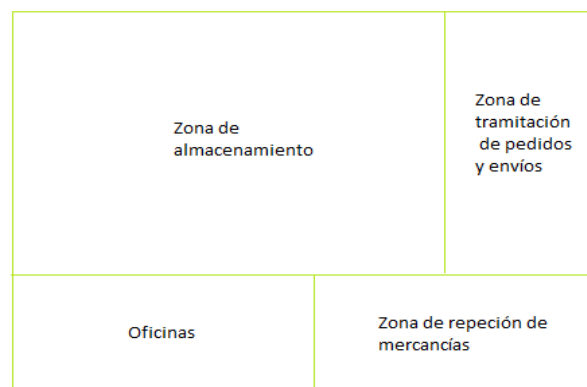 Zona de
almacenamiento
Zona de
tramitación
de pedidos
y envíos
Oficinas
Zona de repeción de
mercancías